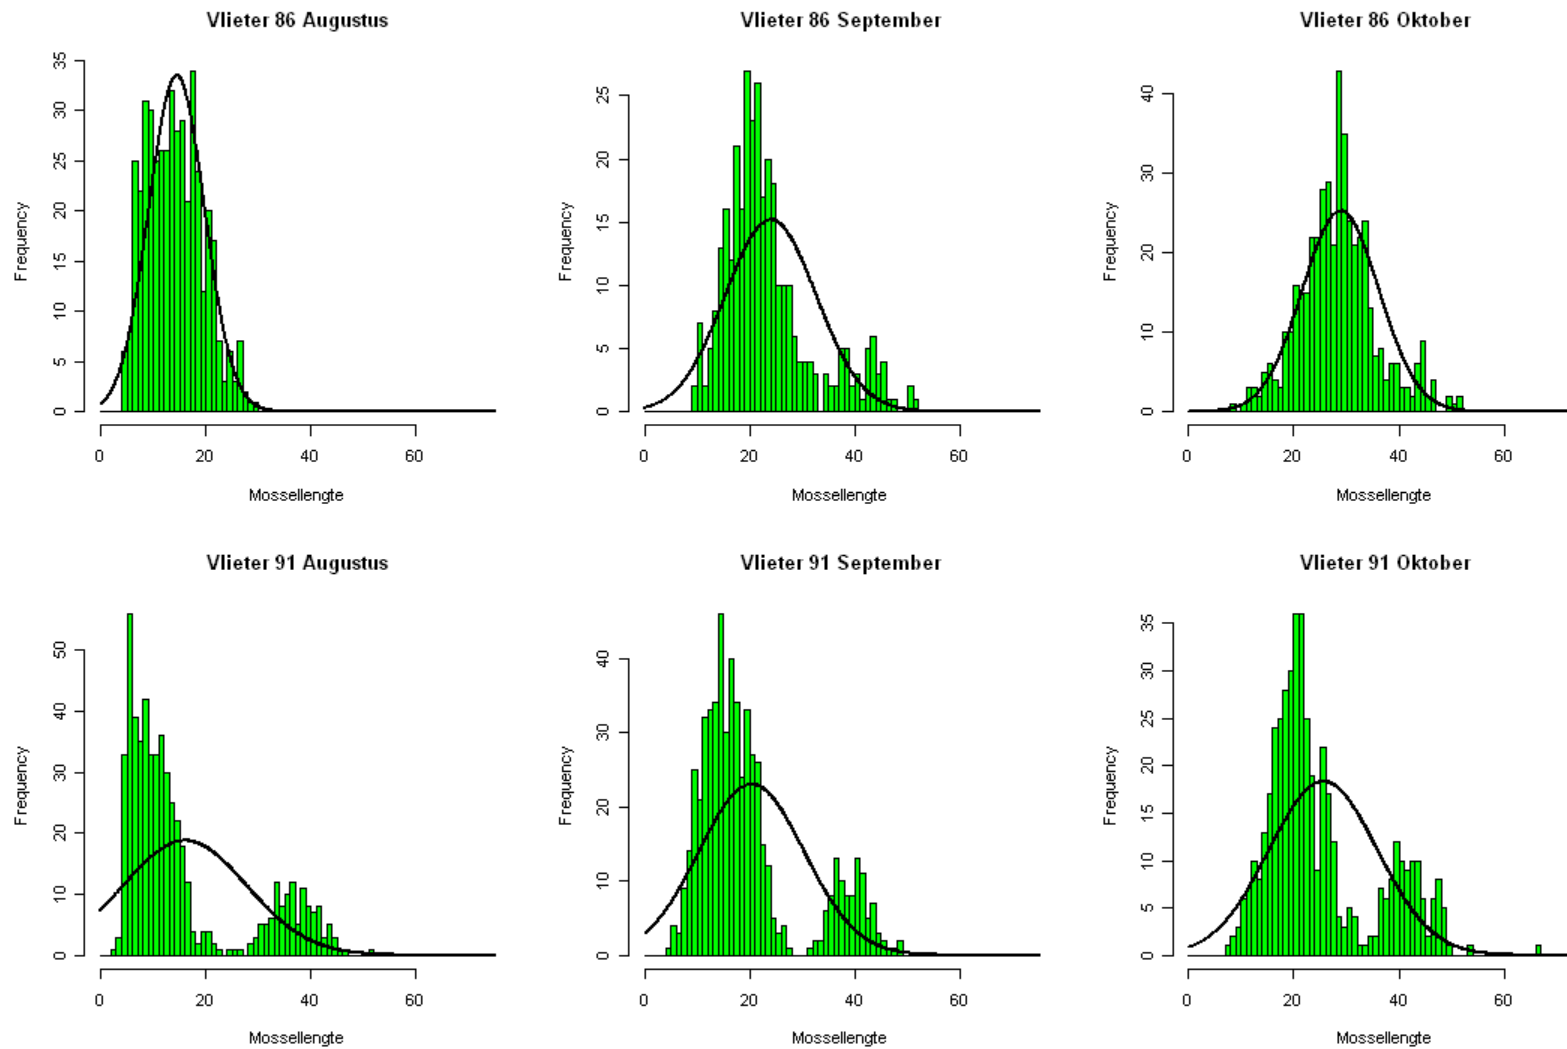 Vlieter 86 Augustus
Frequency
0 5 10 15 20 25 30 35
0 20 40 60
Mossellengte
Vlieter 86 September
Frequency
0 5 10 15 20 25
0 20 40 60
Mossellengte
Vlieter 86 Oktober
Frequency
0 10 20 30 40
0 20 40 60
Mossellengte
Vlieter 91 Augustus
Frequency
0 10 20 30 40 50
0 20 40 60
Mossellengte
Vlieter 91 September
Frequency
0 10 20 30 40
0 20 40 60
Mossellengte
Vlieter 91 Oktober
Frequency
0 5 10 15 20 25 30 35
0 20 40 60
Mossellengte